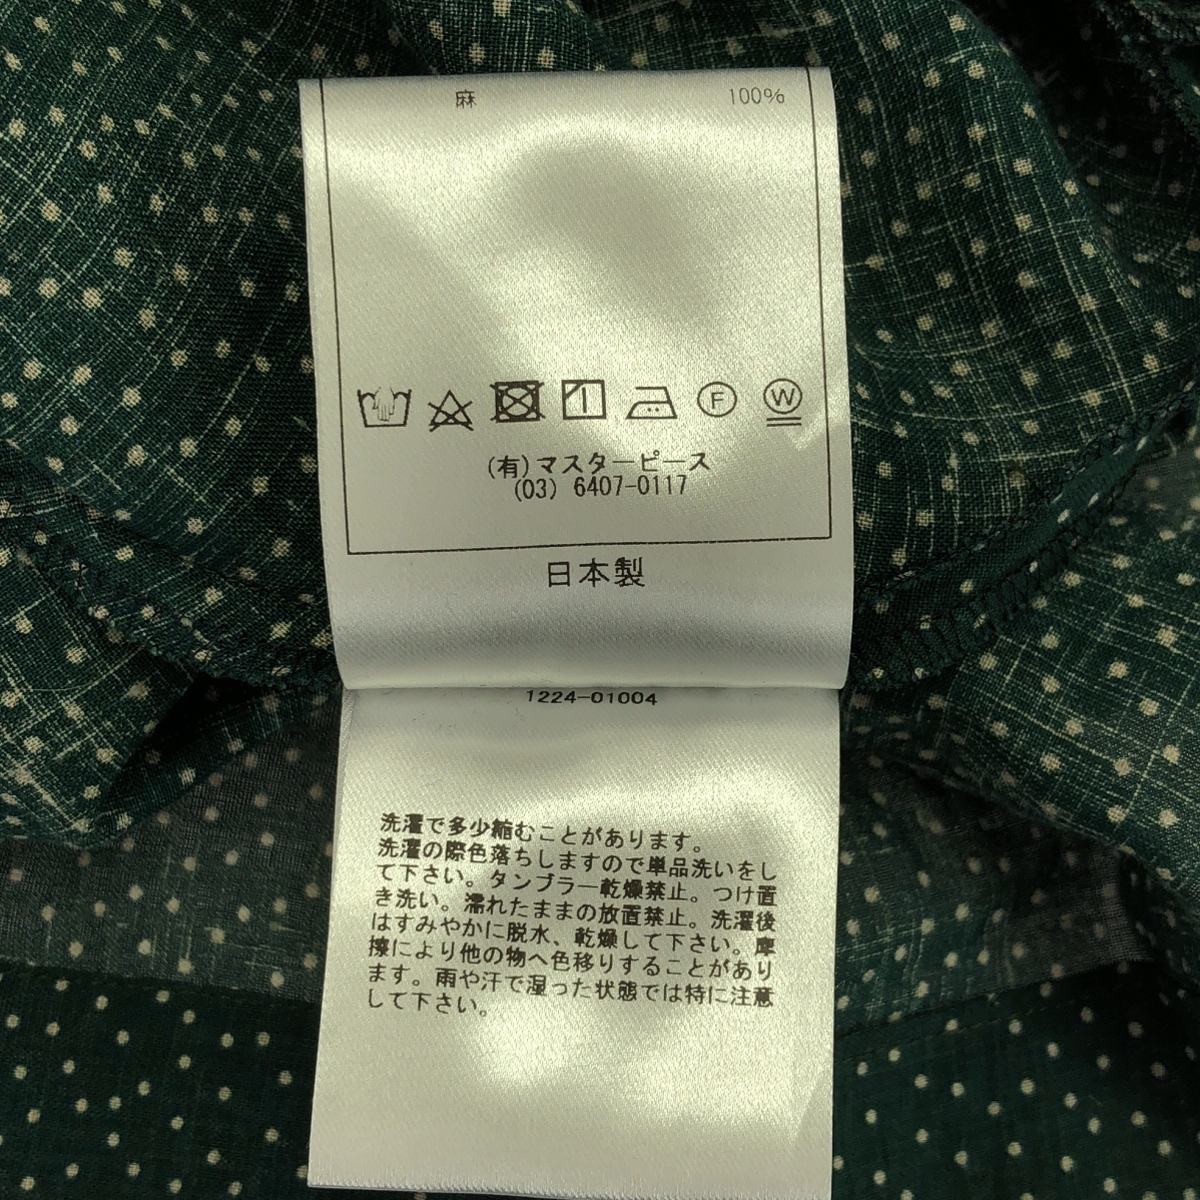 麻 100%
F W
(有)マスターピース
(03) 6407-0117
日本製
1224-01004
洗濯で多少縮むことがあります。
洗濯の際色落ちしますので単品洗いをし
て下さい。タンブラー乾燥禁止。つけ置
き洗い。濡れたままの放置禁止。洗濯後
はすみやかに脱水、乾燥して下さい。摩
擦により他の物へ色移りすることがあり
ます。雨や汗で湿った状態では特に注意
して下さい。